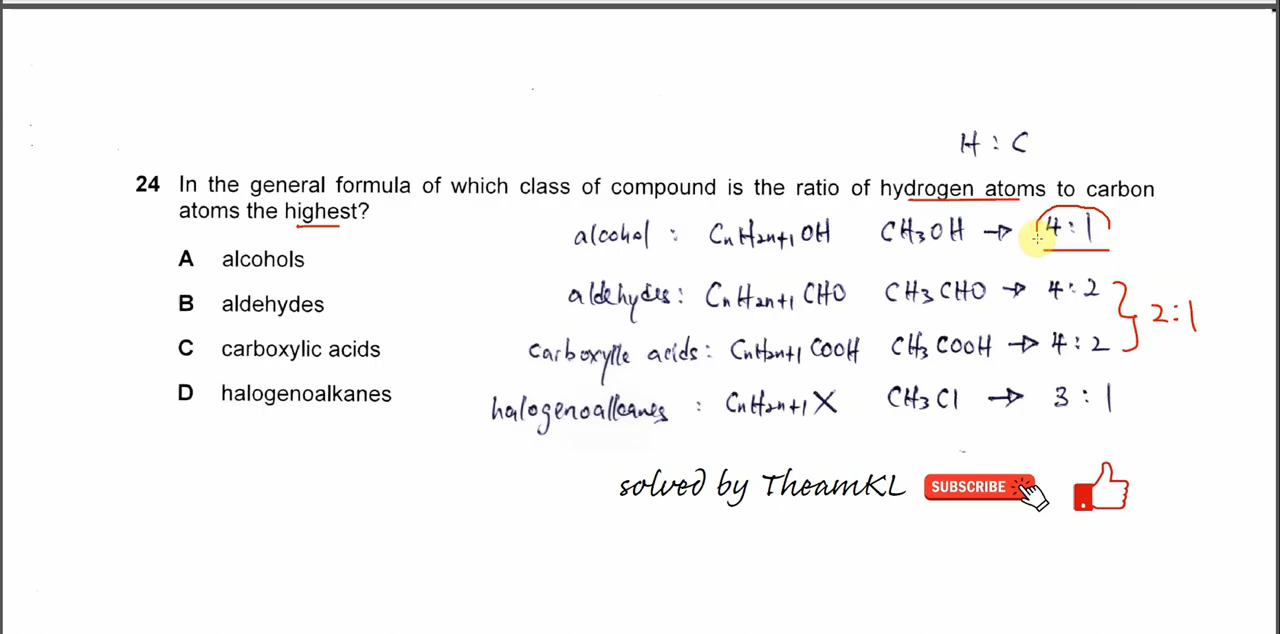 H : C
24 In the general formula of which class of compound is the ratio of hydrogen atoms to carbon
atoms the highest?
alcohol : CnH2n+1OH CH3OH → 4:1
A alcohols
aldehydes: CnH2n+1CHO CH3CHO → 4:2
B aldehydes
} 2:1
carboxylic acids: CnH2n+1COOH CH3COOH → 4:2
C carboxylic acids
D halogenoalkanes
halogenoalkanes : CnH2n+1X CH3Cl → 3:1
solved by TheamKL SUBSCRIBE